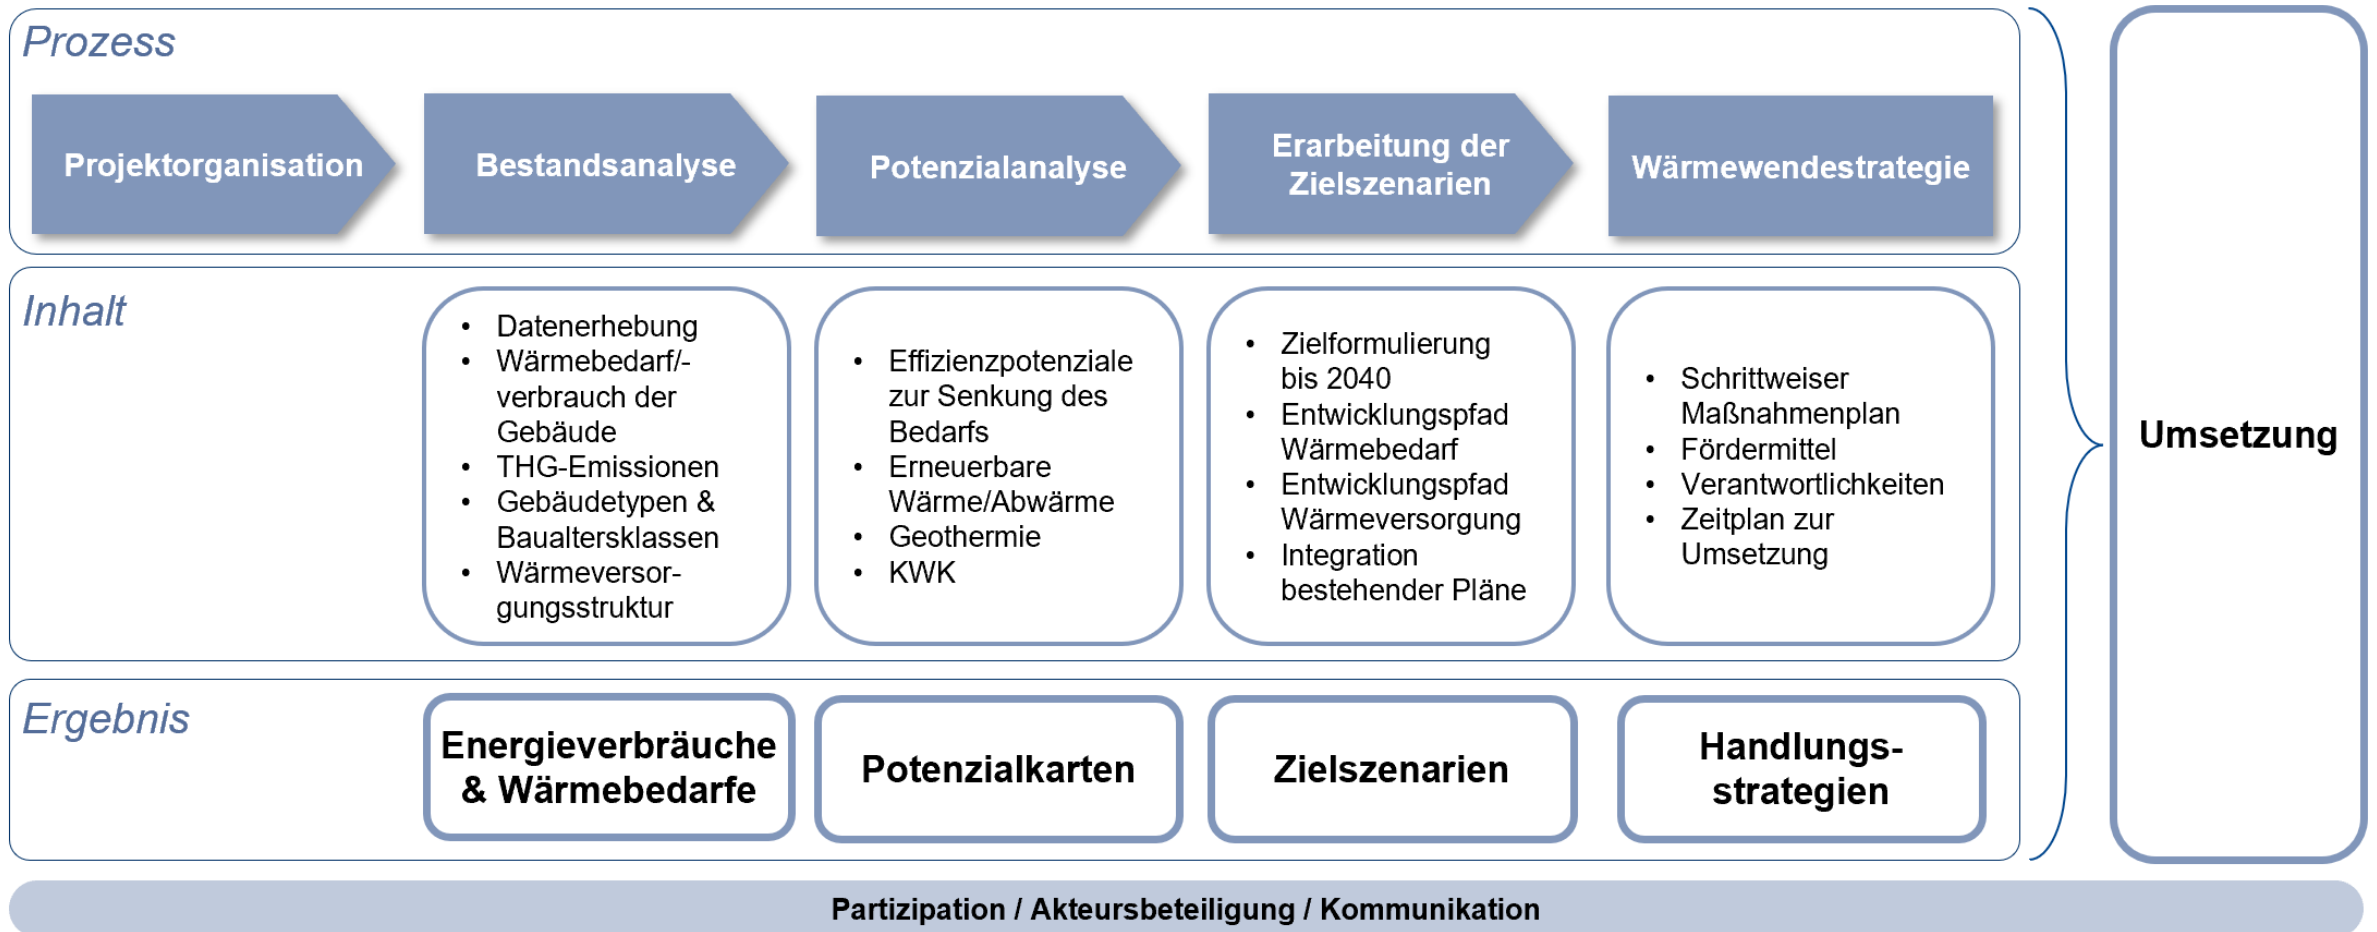 Prozess
Projektorganisation
Bestandsanalyse
Potenzialanalyse
Erarbeitung der
Zielszenarien
Wärmewendestrategie
Inhalt
• Datenerhebung
• Wärmebedarf/-
verbrauch der
Gebäude
• THG-Emissionen
• Gebäudetypen &
Baualtersklassen
• Wärmeversor-
gungsstruktur
• Effizienzpotenziale
zur Senkung des
Bedarfs
• Erneuerbare
Wärme/Abwärme
• Geothermie
• KWK
• Zielformulierung
bis 2040
• Entwicklungspfad
Wärmebedarf
• Entwicklungspfad
Wärmeversorgung
• Integration
bestehender Pläne
• Schrittweiser
Maßnahmenplan
• Fördermittel
• Verantwortlichkeiten
• Zeitplan zur
Umsetzung
Ergebnis
Energieverbräuche
& Wärmebedarfe
Potenzialkarten
Zielszenarien
Handlungs-
strategien
Umsetzung
Partizipation / Akteursbeteiligung / Kommunikation